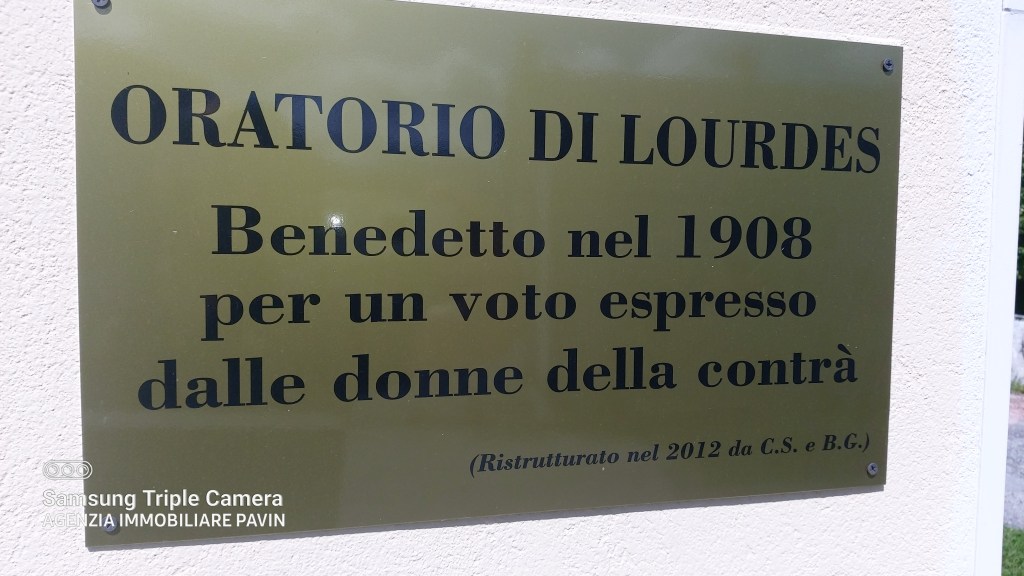 ORATORIO DI LOURDES
Benedetto nel 1908
per un voto espresso
dalle donne della contrà
(Ristrutturato nel 2012 da C.S. e B.G.)
Samsung Triple Camera
AGENZIA IMMOBILIARE PAVIN